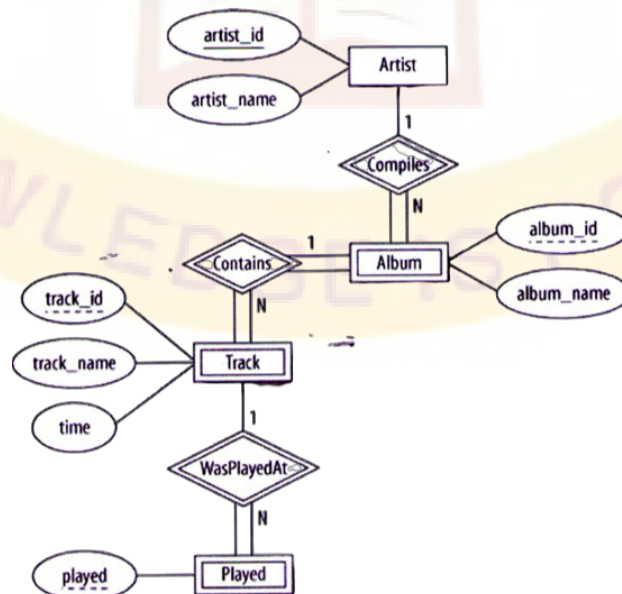 artist_id
Artist
artist_name
1
Compiles
N
album_id
1
Contains
Album
album_name
N
track_id
track_name
Track
time
1
WasPlayedAt
N
played
Played